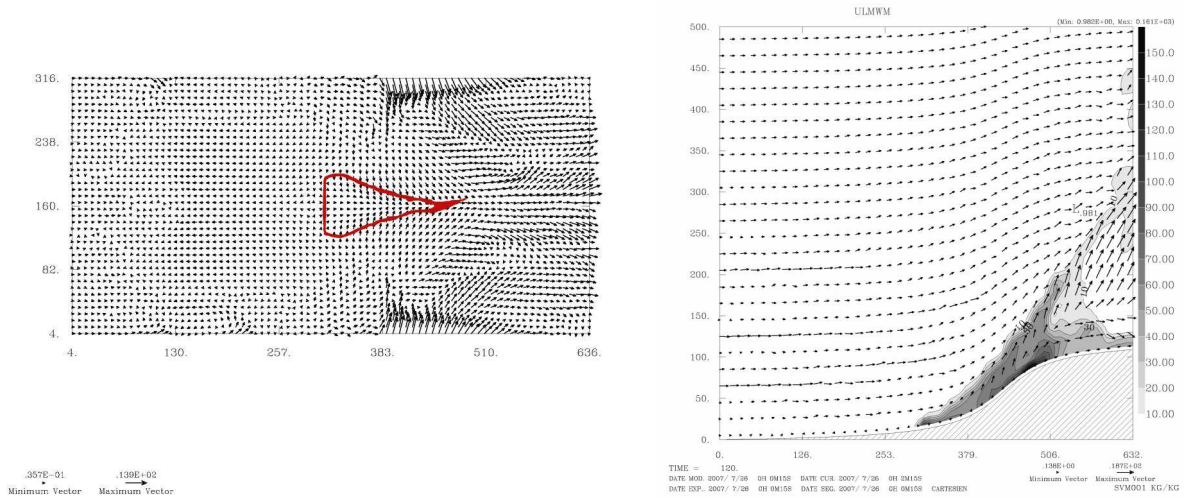 316.
238.
160.
82.
4.
4. 130. 257. 383. 510. 636.
.357E-01 .139E+02
Minimum Vector Maximum Vector
ULMWM
(Min: 0.982E+00, Max: 0.161E+03)
500.
450.
400.
350.
300.
250.
200.
150.
100.
50.
0.
0. 126. 253. 379. 506. 632.
150.0
140.0
130.0
120.0
110.0
100.0
90.00
80.00
70.00
60.00
50.00
40.00
30.00
20.00
10.00
L.981
10
30
TIME = 120.
.138E+00 .187E+02
Minimum Vector Maximum Vector
DATE MOD. 2007/ 7/26 0H 0M15S DATE CUR. 2007/ 7/26 0H 2M15S
DATE EXP.. 2007/ 7/26 0H 0M15S DATE SEG. 2007/ 7/26 0H 0M15S CARTESIEN
SVM001 KG/KG